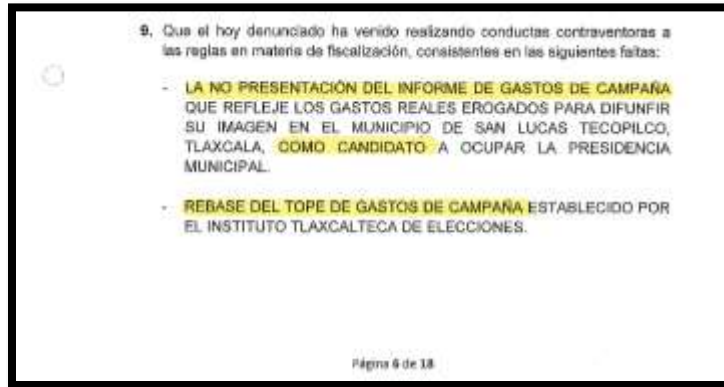 9. Que el hoy denunciado ha venido realizando conductas contraventoras a
las reglas en materia de fiscalización, consistentes en las siguientes faltas:
- LA NO PRESENTACIÓN DEL INFORME DE GASTOS DE CAMPAÑA
QUE REFLEJE LOS GASTOS REALES EROGADOS PARA DIFUNFIR
SU IMAGEN EN EL MUNICIPIO DE SAN LUCAS TECOPILCO,
TLAXCALA, COMO CANDIDATO A OCUPAR LA PRESIDENCIA
MUNICIPAL.
- REBASE DEL TOPE DE GASTOS DE CAMPAÑA ESTABLECIDO POR
EL INSTITUTO TLAXCALTECA DE ELECCIONES.
Página 6 de 18